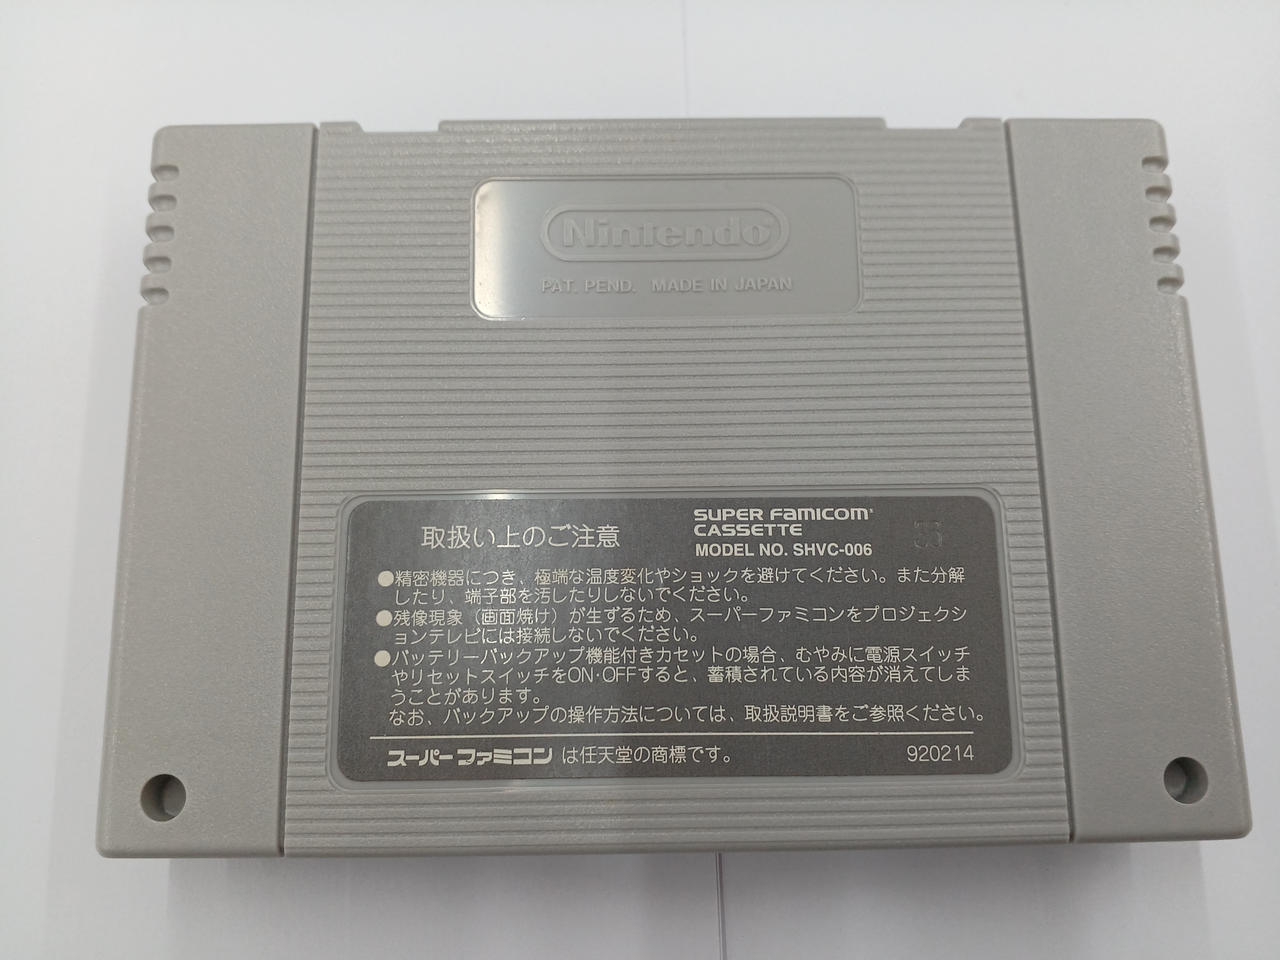 Nintendo
PAT. PEND. MADE IN JAPAN
取扱い上のご注意
SUPER FAMICOM
CASSETTE
MODEL NO. SHVC-006
●精密機器につき、極端な温度変化やショックを避けてください。また分解
したり、端子部を汚したりしないでください。
●残像現象（画面焼け）が生ずるため、スーパーファミコンをプロジェクシ
ョンテレビには接続しないでください。
●バッテリーバックアップ機能付きカセットの場合、むやみに電源スイッチ
やリセットスイッチをON·OFFすると、蓄積されている内容が消えてしま
うことがあります。
なお、バックアップの操作方法については、取扱説明書をご参照ください。
スーパーファミコン は任天堂の商標です。
920214